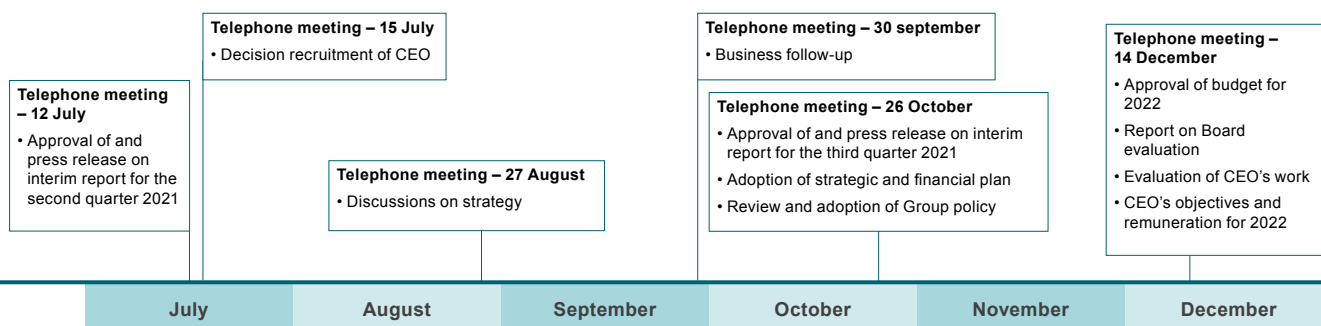 Telephone meeting
– 12 July
• Approval of and
press release on
interim report for the
second quarter 2021
Telephone meeting – 15 July
• Decision recruitment of CEO
Telephone meeting – 27 August
• Discussions on strategy
Telephone meeting – 30 september
• Business follow-up
Telephone meeting – 26 October
• Approval of and press release on interim
report for the third quarter 2021
• Adoption of strategic and financial plan
• Review and adoption of Group policy
Telephone meeting –
14 December
• Approval of budget for
2022
• Report on Board
evaluation
• Evaluation of CEO’s work
• CEO’s objectives and
remuneration for 2022
July
August
September
October
November
December